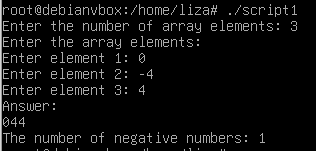 root@debianvbox:/home/liza# ./script1
Enter the number of array elements: 3
Enter the array elements:
Enter element 1: 0
Enter element 2: -4
Enter element 3: 4
Answer:
044
The number of negative numbers: 1